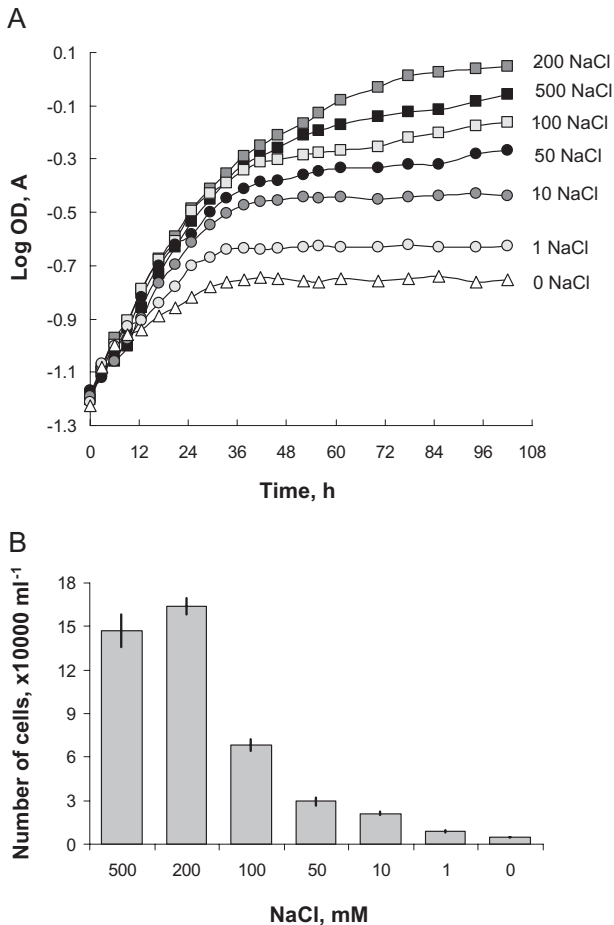 A
Log OD, A
0.1
-0.1
-0.3
-0.5
-0.7
-0.9
-1.1
-1.3
200 NaCl
500 NaCl
100 NaCl
50 NaCl
10 NaCl
1 NaCl
0 NaCl
0 12 24 36 48 60 72 84 96 108
Time, h
B
Number of cells, x10000 ml⁻¹
18
15
12
9
6
3
0
500 200 100 50 10 1 0
NaCl, mM